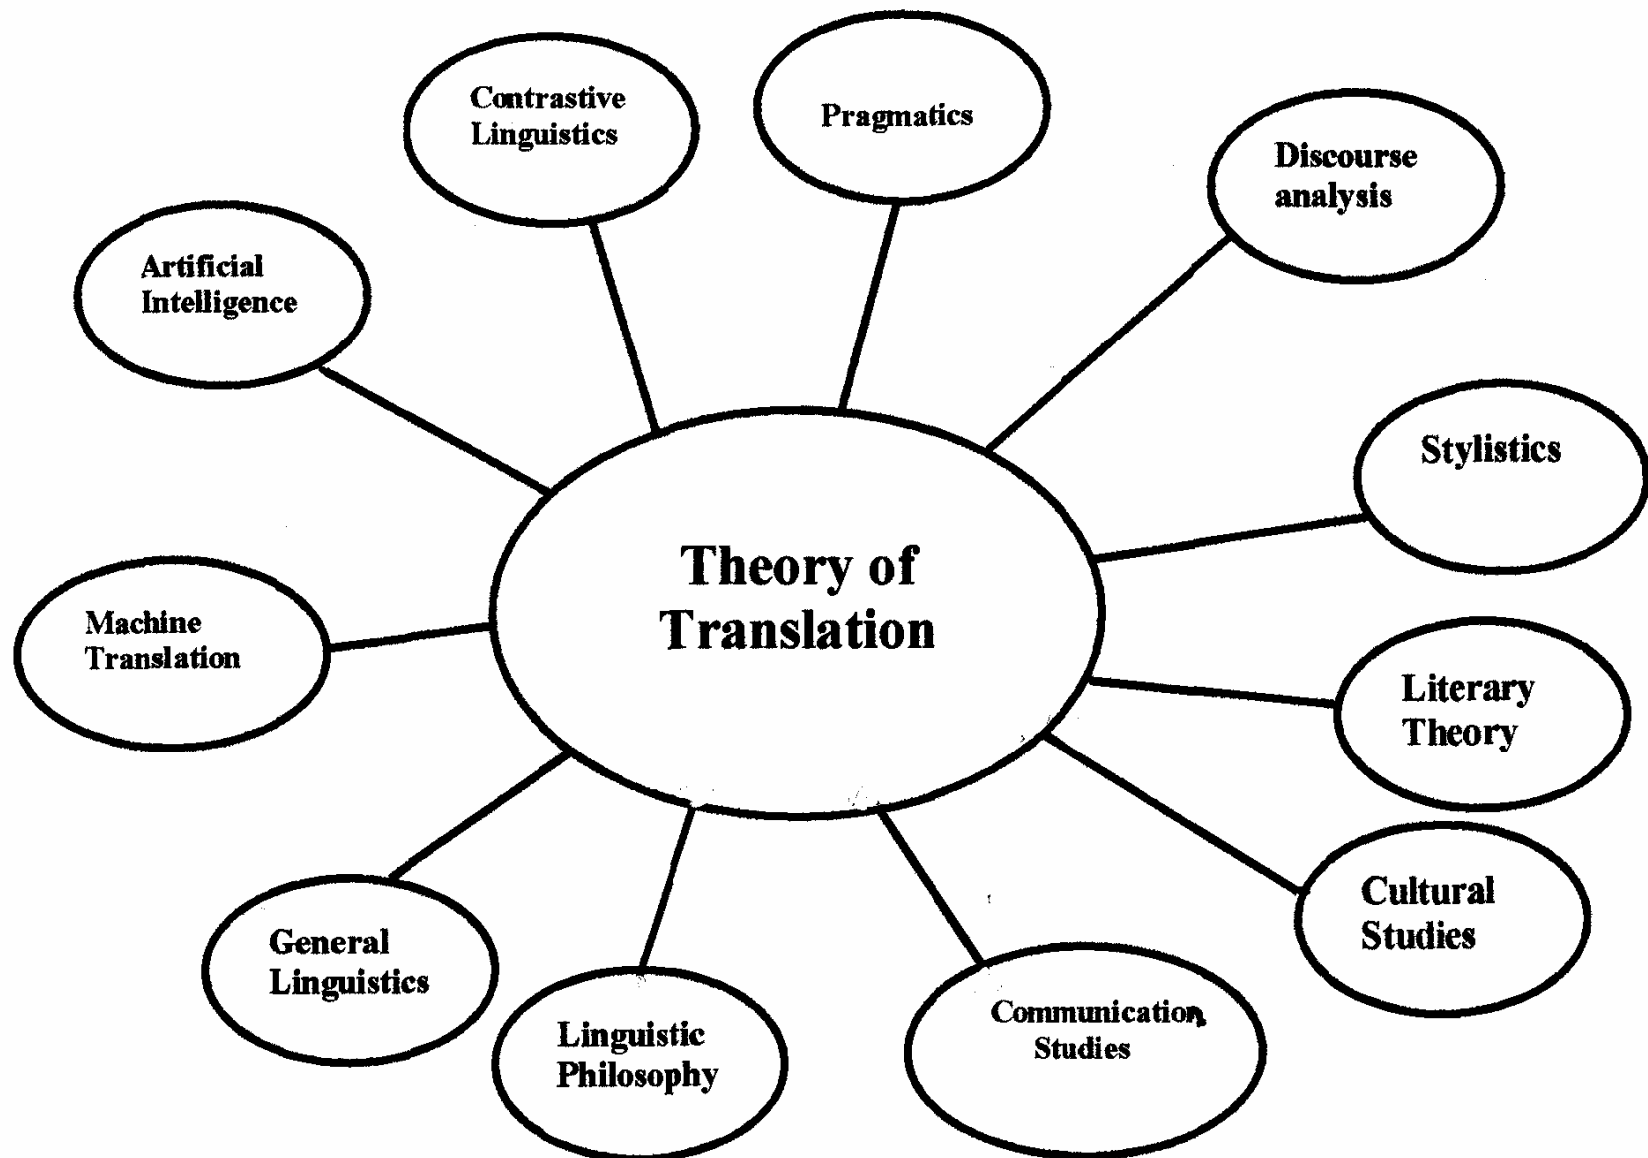 Contrastive
Linguistics
Pragmatics
Discourse
analysis
Artificial
Intelligence
Stylistics
Theory of
Translation
Machine
Translation
Literary
Theory
Cultural
Studies
General
Linguistics
Linguistic
Philosophy
Communication
Studies